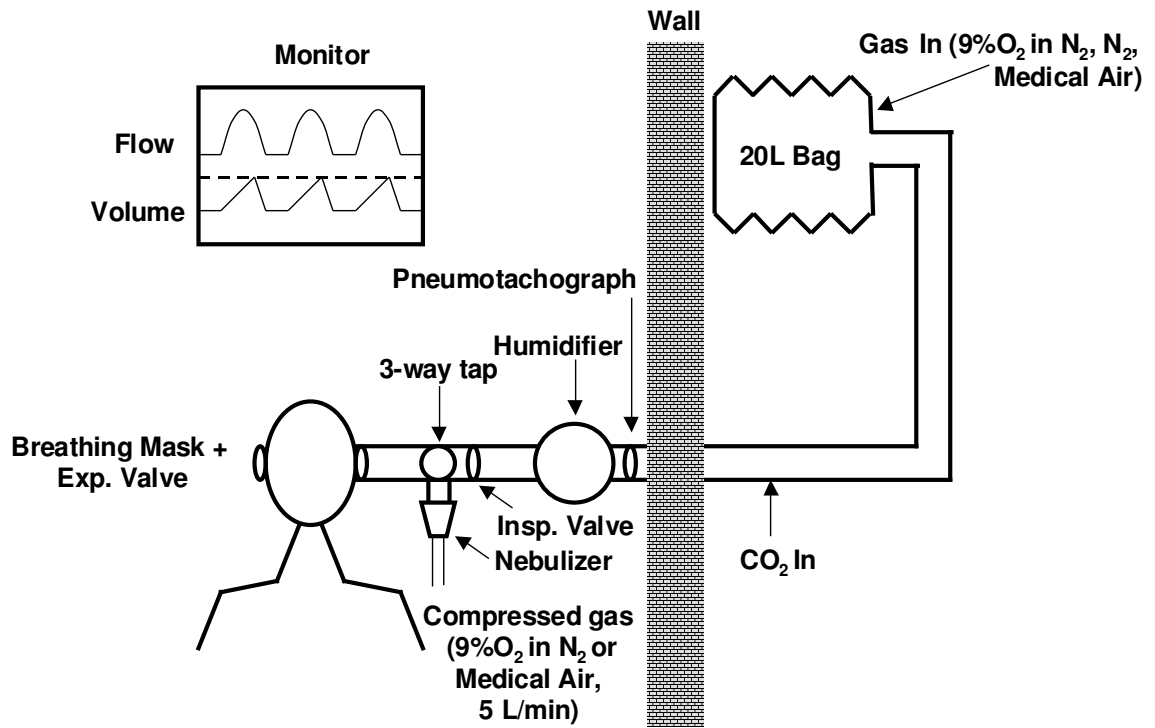 Wall
Gas In (9%O₂ in N₂, N₂,
Medical Air)
Monitor
Flow
20L Bag
Volume
Pneumotachograph
Humidifier
3-way tap
Breathing Mask +
Exp. Valve
Insp. Valve
Nebulizer
CO₂ In
Compressed gas
(9%O₂ in N₂ or
Medical Air,
5 L/min)